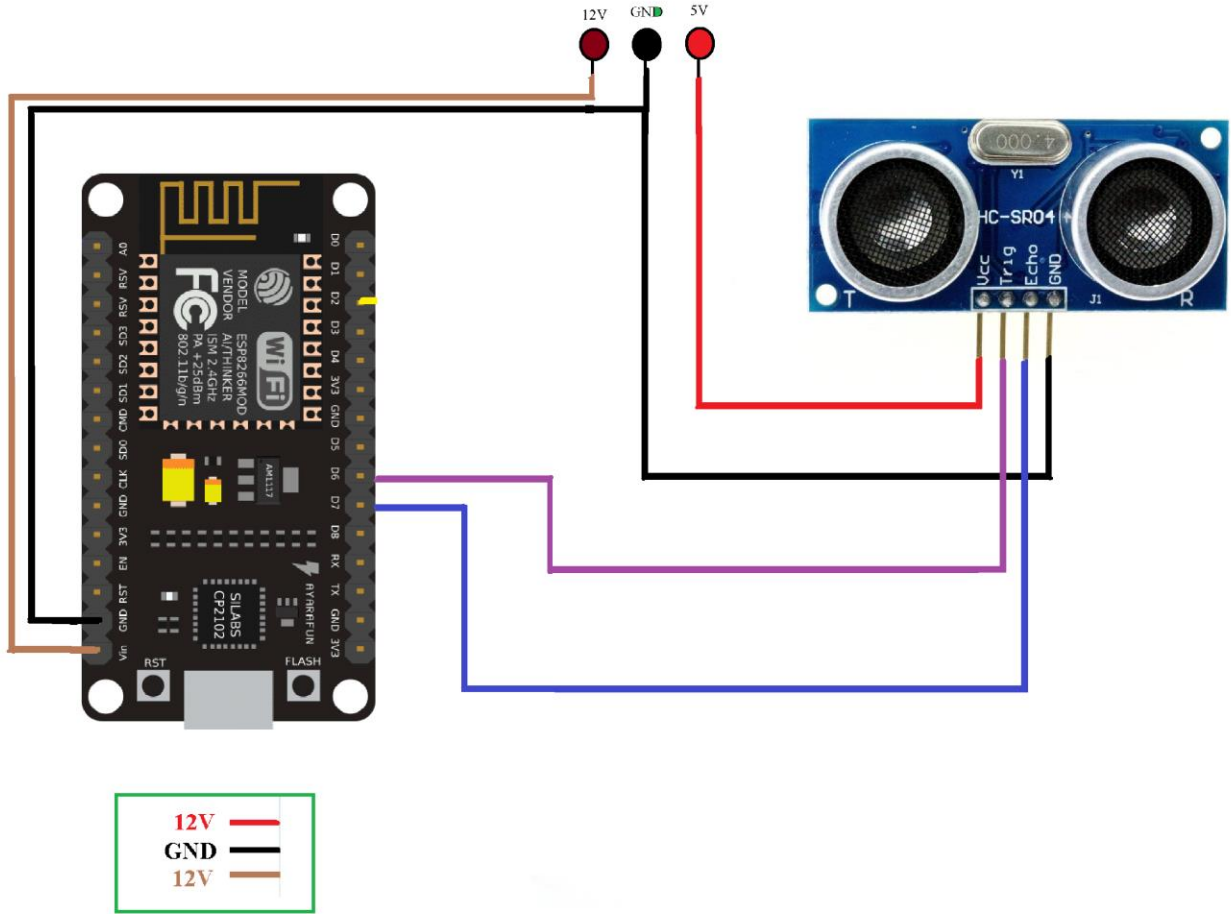 12V GND 5V
4.000
Y1
HC-SR04
Vcc
Trig
Echo
GND
T
J1
R
A0
RSV
RSV
SD3
SD2
SD1
CMD
SD0
CLK
GND
3V3
EN
RST
GND
Vin
D0
D1
D2
D3
D4
3V3
GND
D5
D6
D7
D8
RX
TX
GND
3V3
MODEL
VENDOR
ESP8266MOD
AI/THINKER
ISM 2.4GHz
PA +25dBm
802.11b/g/n
FC
Wi Fi
AM1117
SILABS
CP2102
AYARAFUN
RST
FLASH
12V
GND
12V